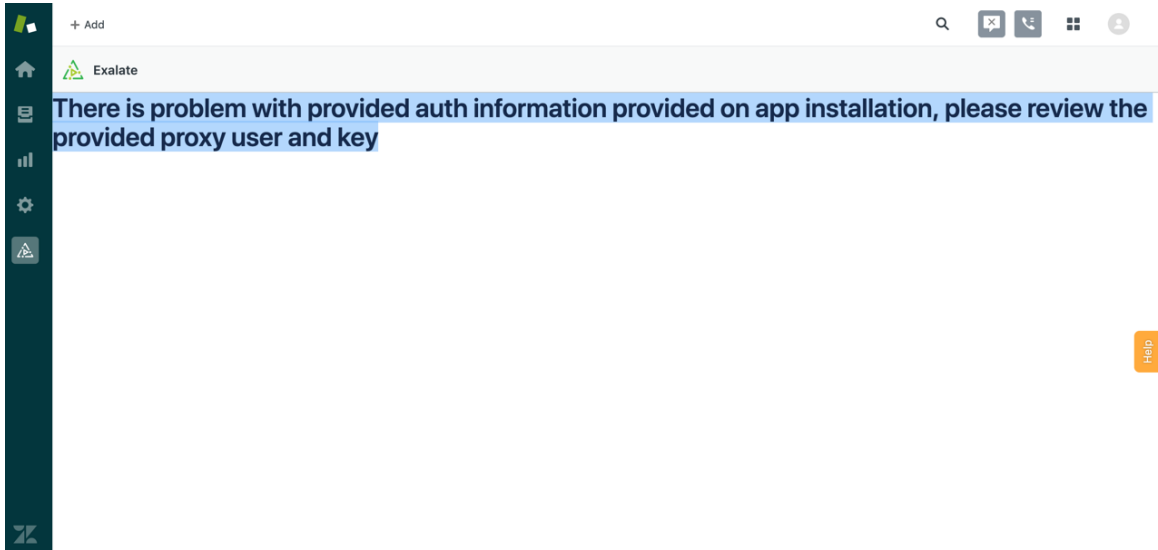 + Add
Exalate
There is problem with provided auth information provided on app installation, please review the
provided proxy user and key
Help